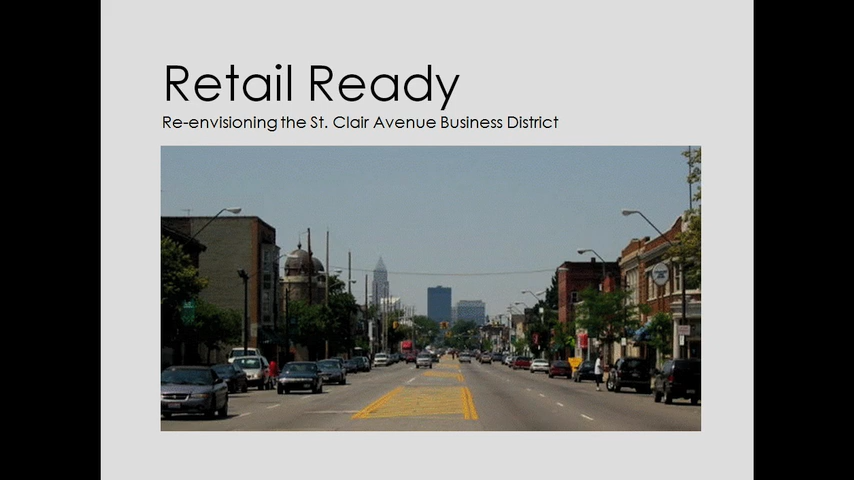 Retail Ready
Re-envisioning the St. Clair Avenue Business District